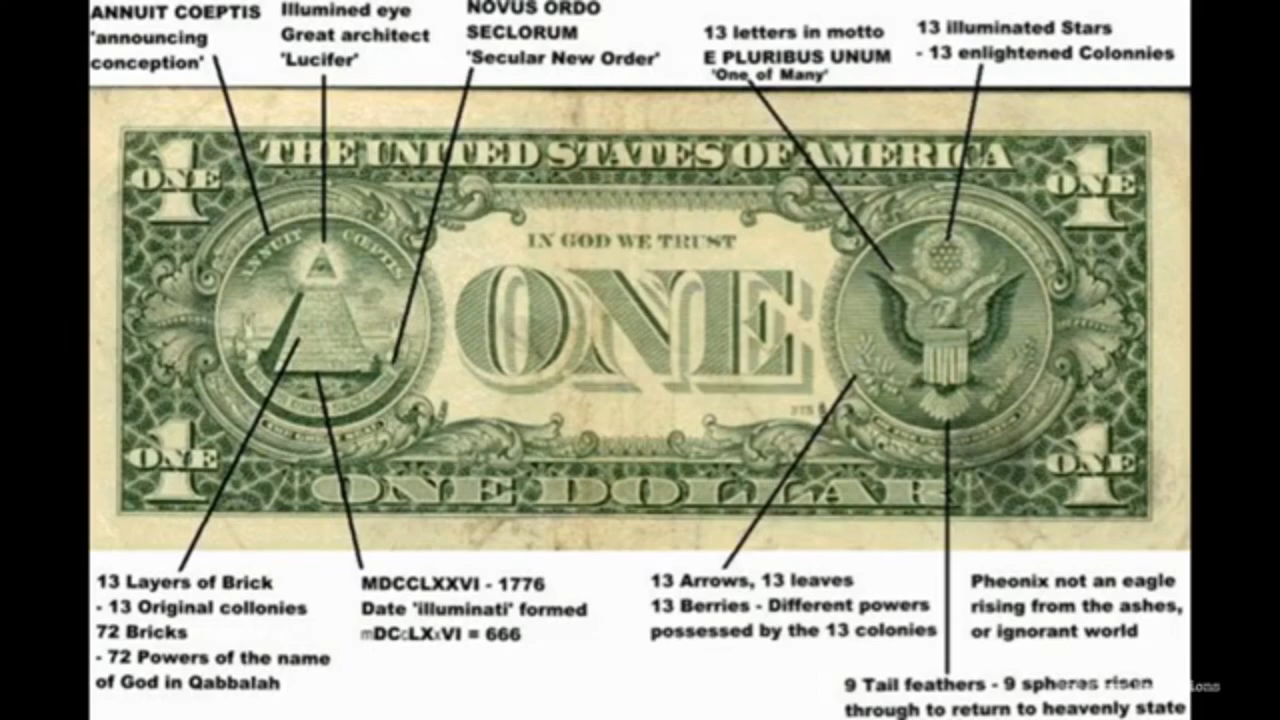 ANNUIT COEPTIS
'announcing
conception'
Illumined eye
Great architect
'Lucifer'
NOVUS ORDO
SECLORUM
'Secular New Order'
13 letters in motto
E PLURIBUS UNUM
'One of Many'
13 illuminated Stars
- 13 enlightened Colonnies
THE UNITED STATES OF AMERICA
1
ONE
1
ONE
ANNUIT COEPTIS
IN GOD WE TRUST
ONE
1
ONE
1
ONE
ONE DOLLAR
13 Layers of Brick
- 13 Original collonies
72 Bricks
- 72 Powers of the name
of God in Qabbalah
MDCCLXXVI - 1776
Date 'illuminati' formed
mDCcLXxVI = 666
13 Arrows, 13 leaves
13 Berries - Different powers
possessed by the 13 colonies
Pheonix not an eagle
rising from the ashes,
or ignorant world
9 Tail feathers - 9 spheres risen
through to return to heavenly state